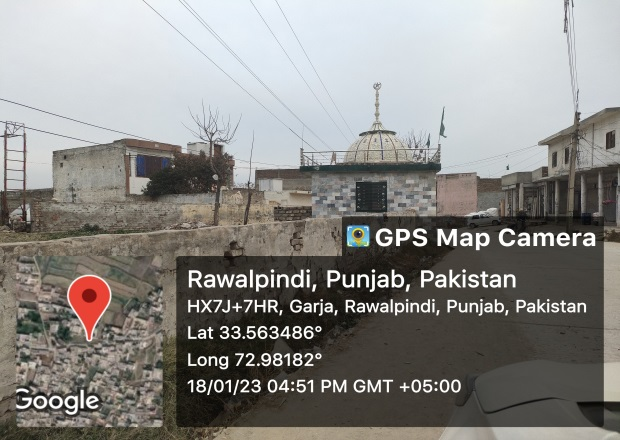 GPS Map Camera
Rawalpindi, Punjab, Pakistan
HX7J+7HR, Garja, Rawalpindi, Punjab, Pakistan
Lat 33.563486°
Long 72.98182°
18/01/23 04:51 PM GMT +05:00
Google